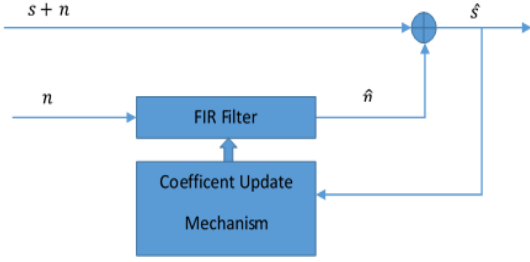 s + n
ŝ
n
FIR Filter
n̂
Coefficent Update
Mechanism